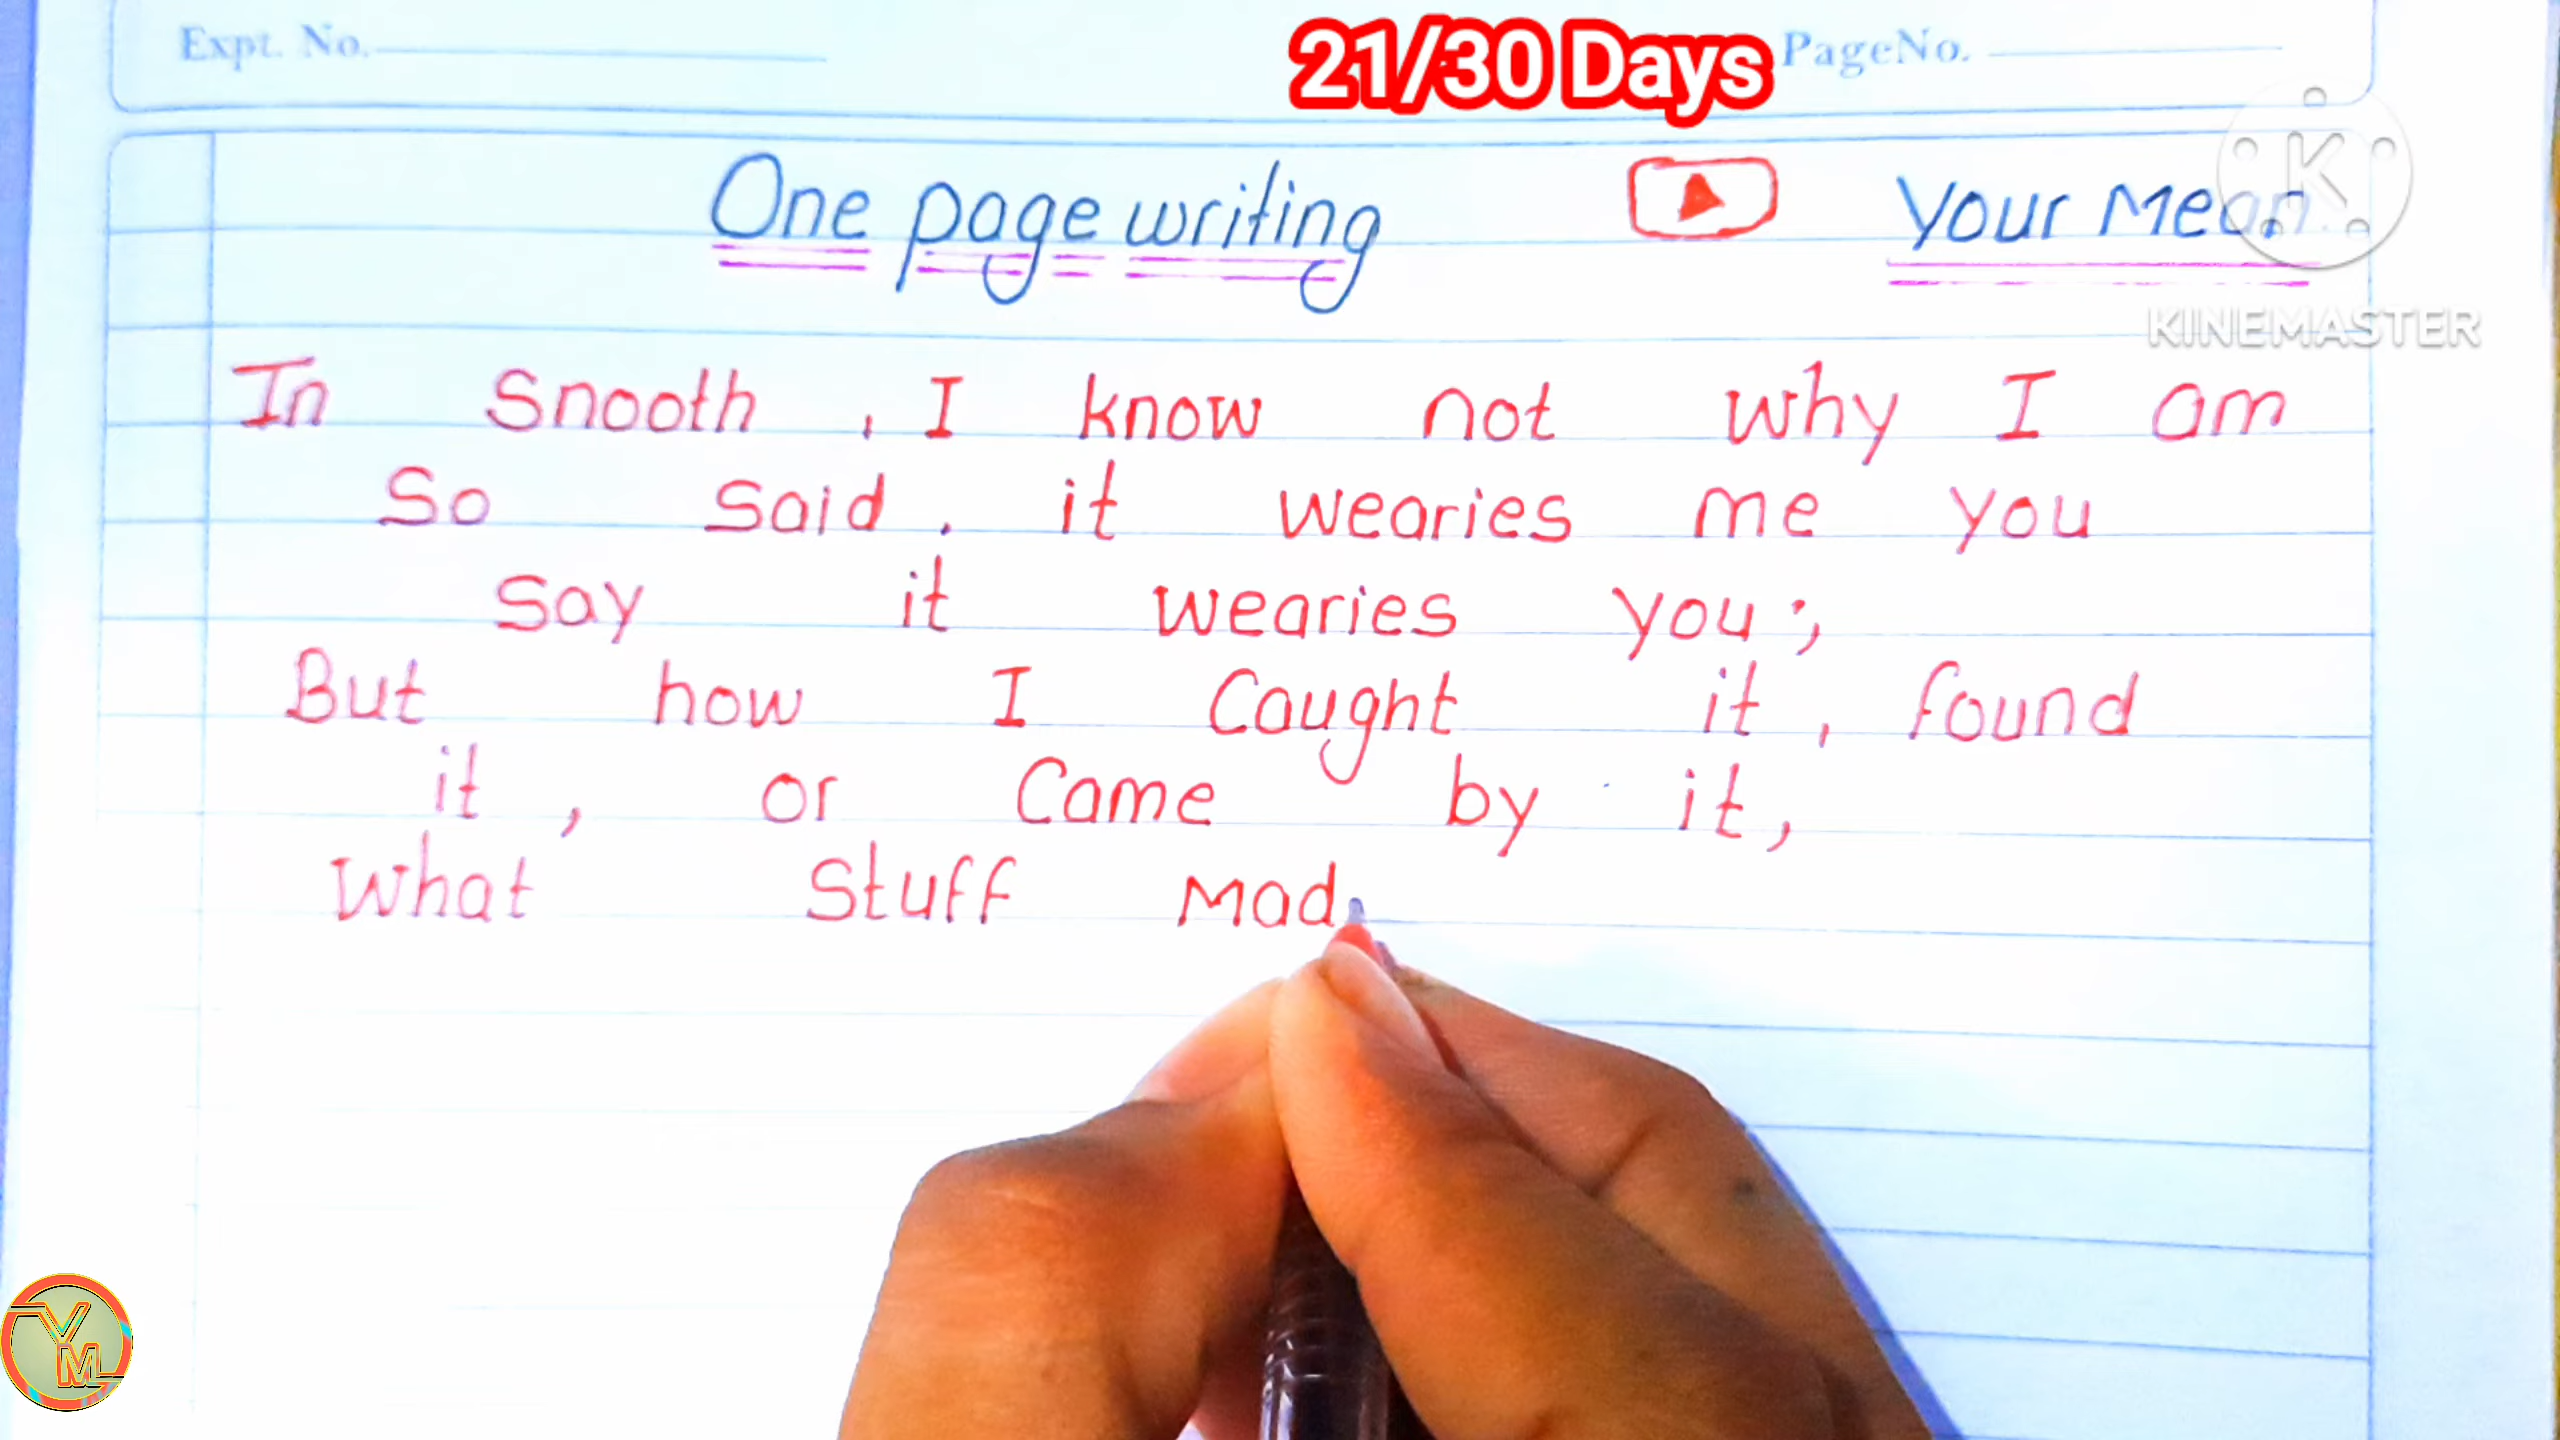 Expt. No.
21/30 Days
PageNo.
One page writing
Your Mean
KINEMASTER
In Snooth, I know not why I am
So said. it wearies me you
say it wearies you;
But how I Caught it, found
it, or Came by it,
What Stuff Mad
YM